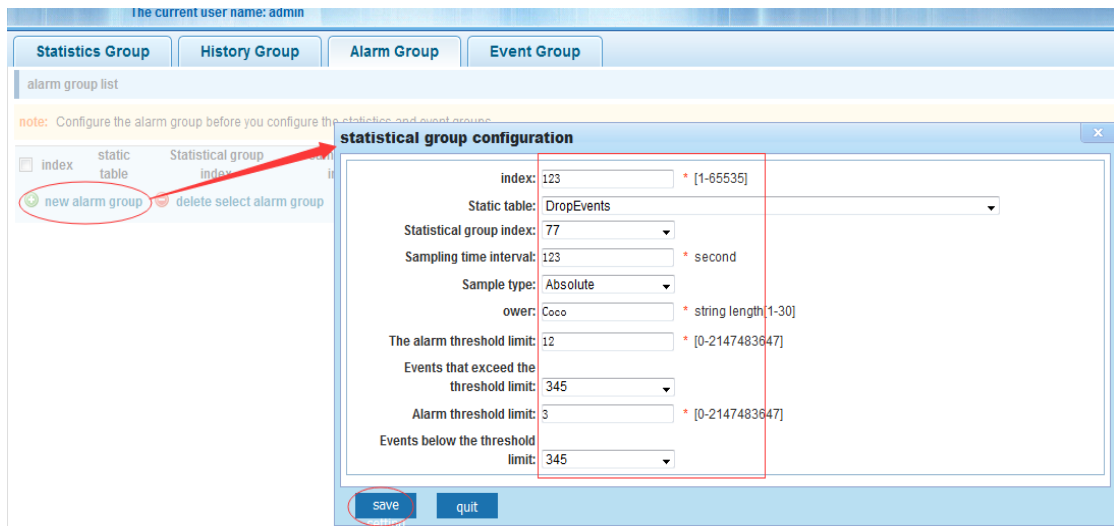 The current user name: admin
Statistics Group History Group Alarm Group Event Group
alarm group list
note: Configure the alarm group before you configure the statistics and event groups
statistical group configuration
index static table Statistical group index
new alarm group delete select alarm group
index: 123 * [1-65535]
Static table: DropEvents
Statistical group index: 77
Sampling time interval: 123 * second
Sample type: Absolute
ower: Coco * string length[1-30]
The alarm threshold limit: 12 * [0-2147483647]
Events that exceed the
threshold limit: 345
Alarm threshold limit: 3 * [0-2147483647]
Events below the threshold
limit: 345
save quit